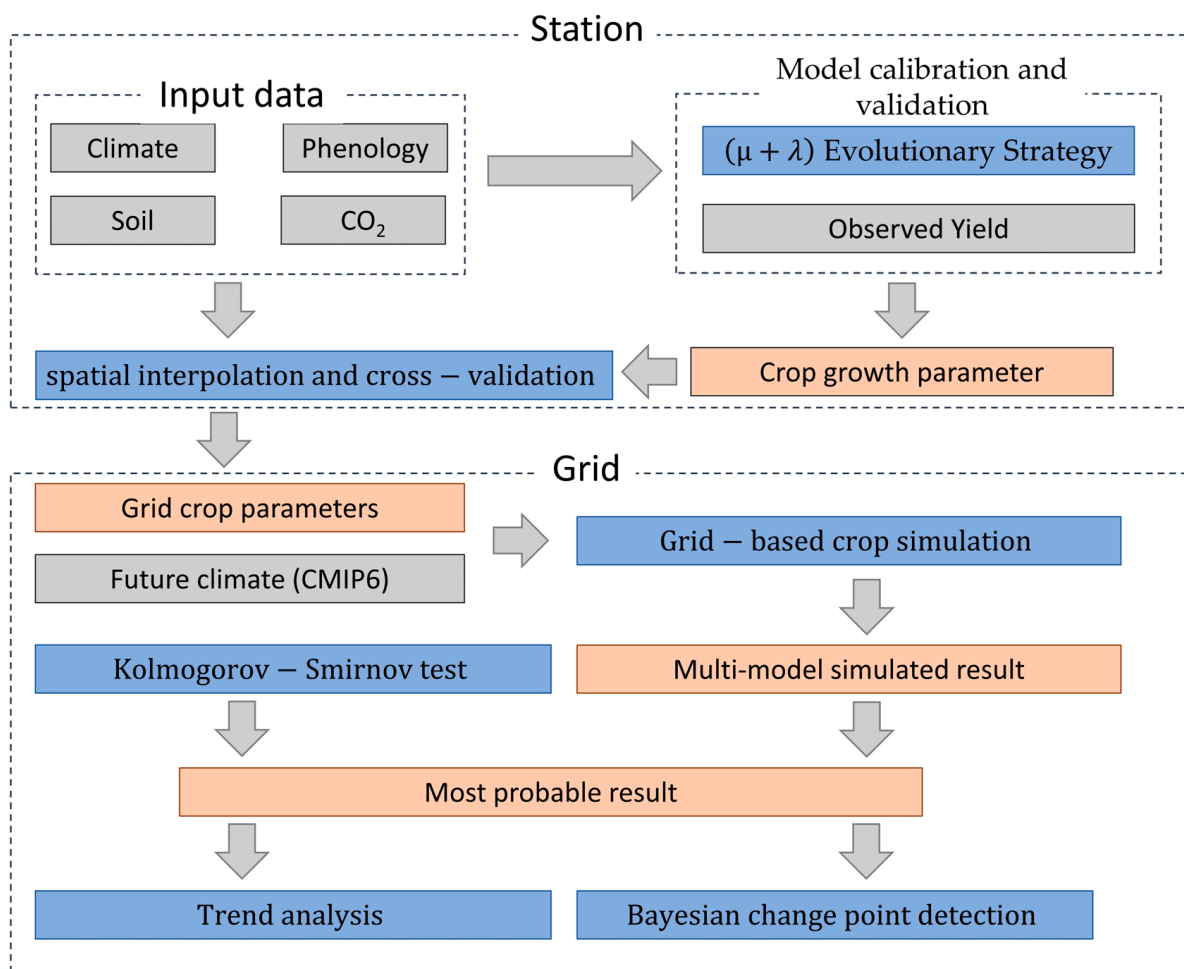 Station
Input data
Climate
Phenology
Soil
CO₂
Model calibration and
validation
(μ + λ) Evolutionary Strategy
Observed Yield
spatial interpolation and cross − validation
Crop growth parameter
Grid
Grid crop parameters
Future climate (CMIP6)
Grid − based crop simulation
Kolmogorov − Smirnov test
Multi-model simulated result
Most probable result
Trend analysis
Bayesian change point detection